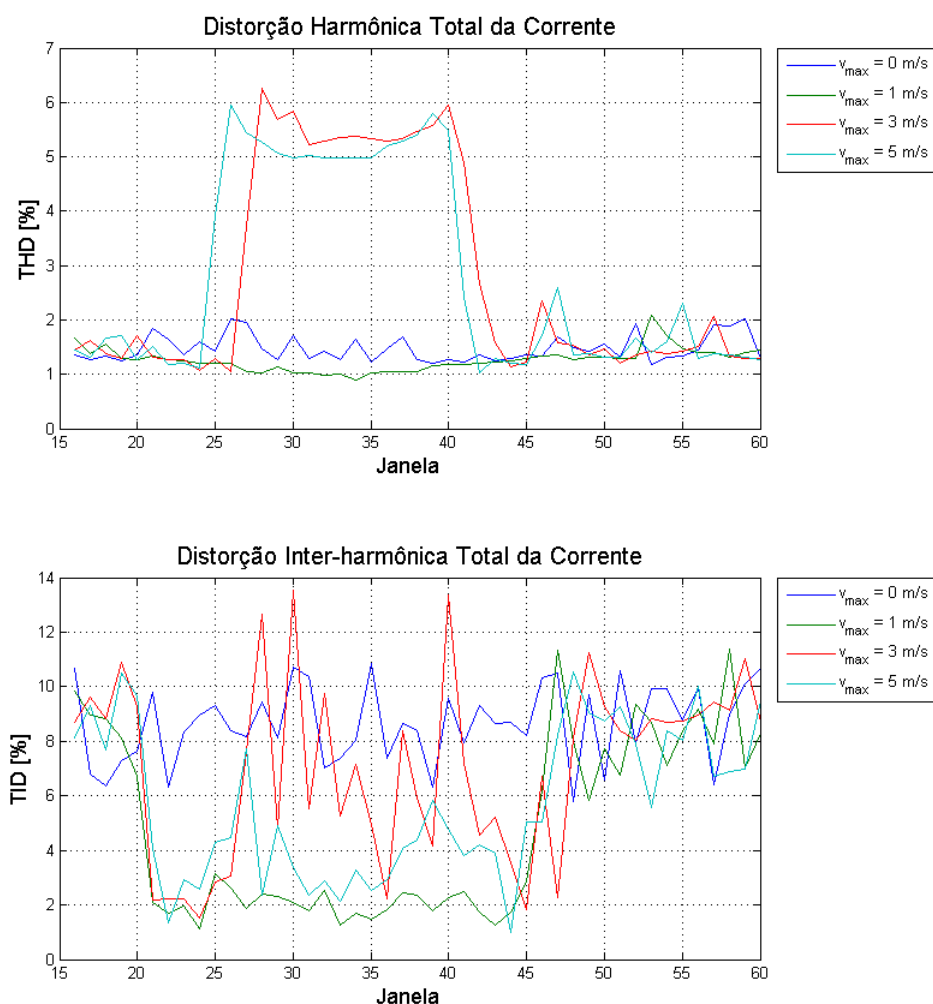 Distorção Harmônica Total da Corrente
7
6
5
4
3
2
1
0
THD [%]
15 20 25 30 35 40 45 50 55 60
Janela
v_max = 0 m/s
v_max = 1 m/s
v_max = 3 m/s
v_max = 5 m/s
Distorção Inter-harmônica Total da Corrente
14
12
10
8
6
4
2
0
TID [%]
15 20 25 30 35 40 45 50 55 60
Janela
v_max = 0 m/s
v_max = 1 m/s
v_max = 3 m/s
v_max = 5 m/s